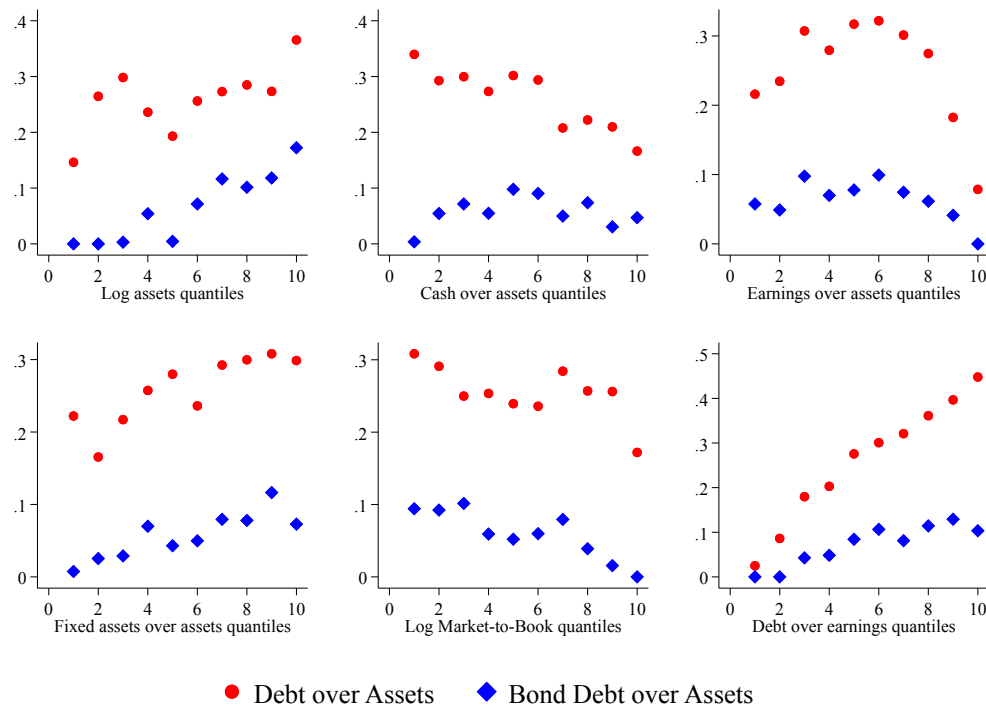 .4
.3
.2
.1
0
0 2 4 6 8 10
Log assets quantiles
.4
.3
.2
.1
0
0 2 4 6 8 10
Cash over assets quantiles
.3
.2
.1
0
0 2 4 6 8 10
Earnings over assets quantiles
.3
.2
.1
0
0 2 4 6 8 10
Fixed assets over assets quantiles
.3
.2
.1
0
0 2 4 6 8 10
Log Market-to-Book quantiles
.5
.4
.3
.2
.1
0
0 2 4 6 8 10
Debt over earnings quantiles
Debt over Assets Bond Debt over Assets